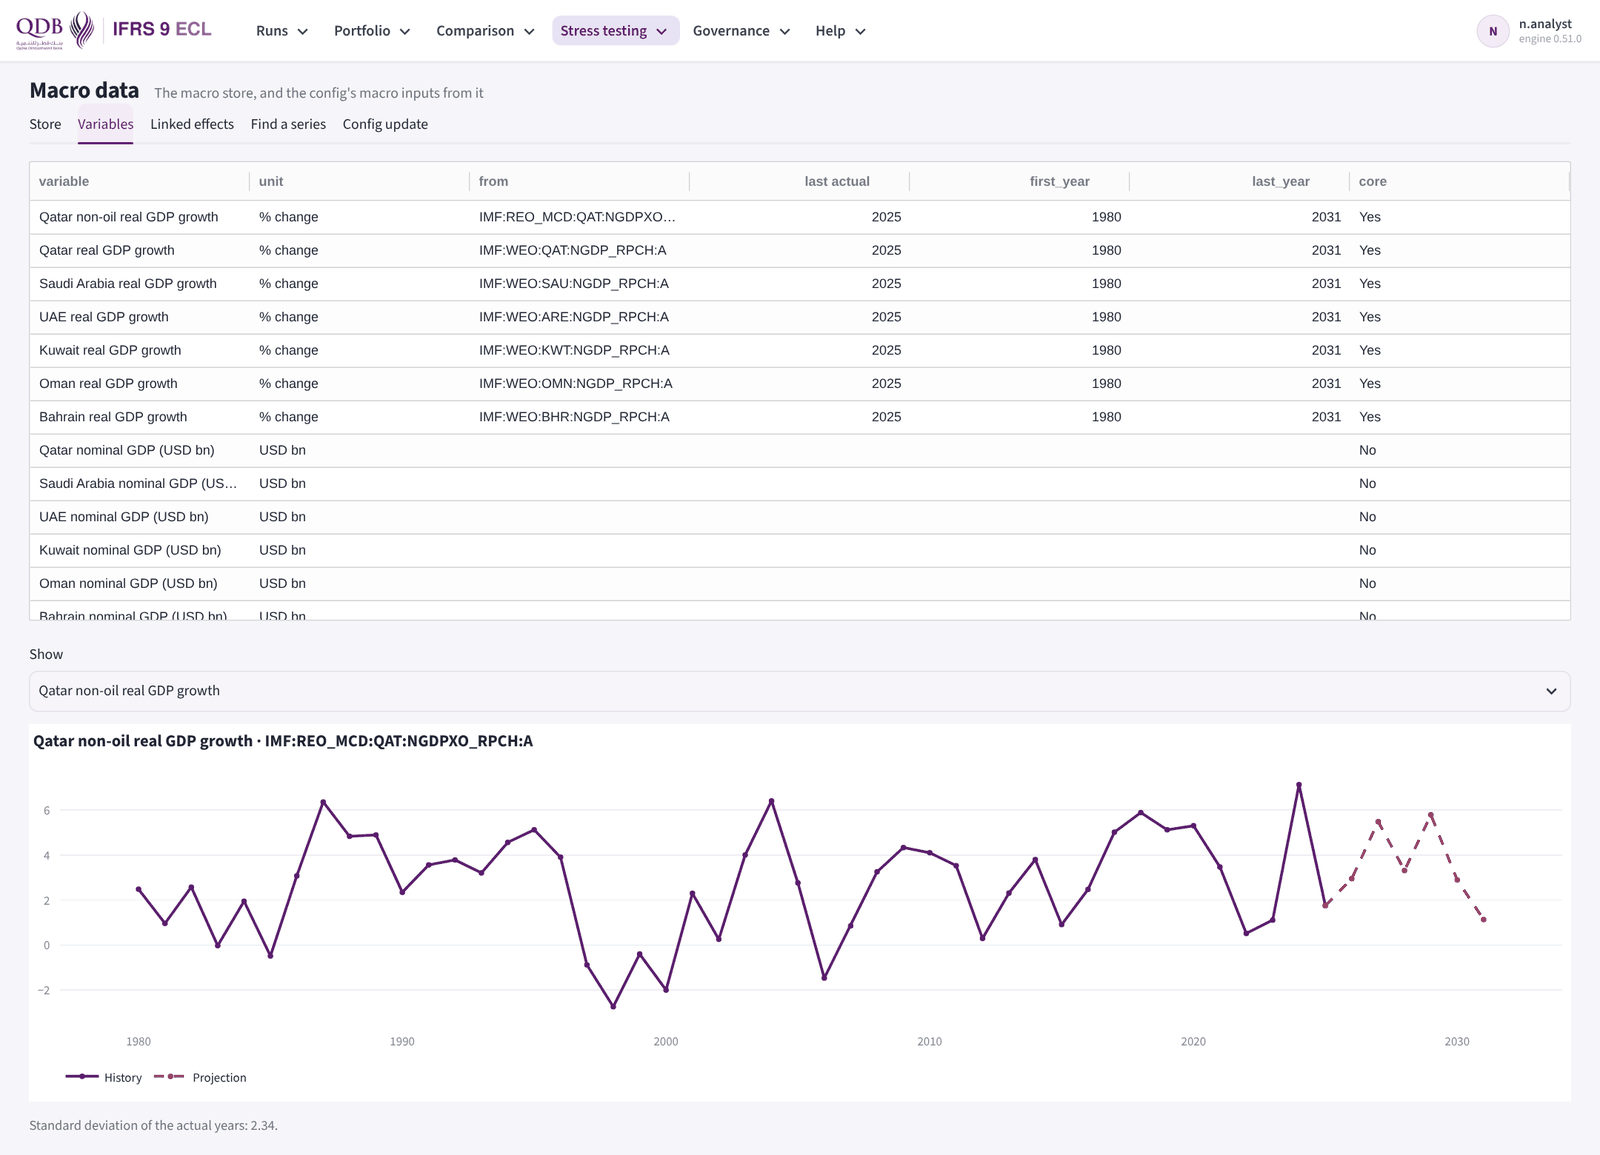 QDB
IFRS 9 ECL
Runs
Portfolio
Comparison
Stress testing
Governance
Help
N
n.analyst
engine 0.51.0
Macro data
The macro store, and the config's macro inputs from it
Store
Variables
Linked effects
Find a series
Config update
variable unit from last actual first_year last_year core
Qatar non-oil real GDP growth % change IMF:REO_MCD:QAT:NGDPXO… 2025 1980 2031 Yes
Qatar real GDP growth % change IMF:WEO:QAT:NGDP_RPCH:A 2025 1980 2031 Yes
Saudi Arabia real GDP growth % change IMF:WEO:SAU:NGDP_RPCH:A 2025 1980 2031 Yes
UAE real GDP growth % change IMF:WEO:ARE:NGDP_RPCH:A 2025 1980 2031 Yes
Kuwait real GDP growth % change IMF:WEO:KWT:NGDP_RPCH:A 2025 1980 2031 Yes
Oman real GDP growth % change IMF:WEO:OMN:NGDP_RPCH:A 2025 1980 2031 Yes
Bahrain real GDP growth % change IMF:WEO:BHR:NGDP_RPCH:A 2025 1980 2031 Yes
Qatar nominal GDP (USD bn) USD bn No
Saudi Arabia nominal GDP (US… USD bn No
UAE nominal GDP (USD bn) USD bn No
Kuwait nominal GDP (USD bn) USD bn No
Oman nominal GDP (USD bn) USD bn No
Bahrain nominal GDP (USD bn) USD bn No
Show
Qatar non-oil real GDP growth
Qatar non-oil real GDP growth · IMF:REO_MCD:QAT:NGDPXO_RPCH:A
6
4
2
0
−2
1980 1990 2000 2010 2020 2030
History Projection
Standard deviation of the actual years: 2.34.